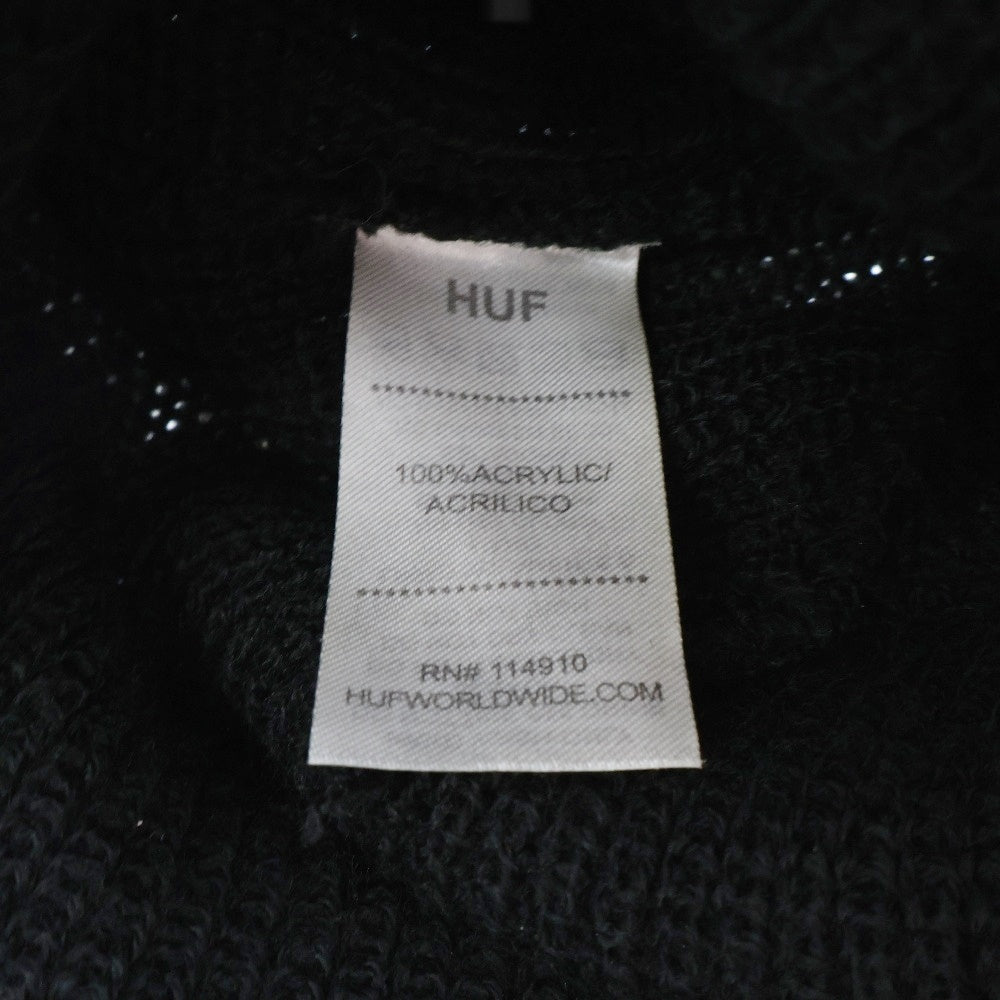 HUF
100%ACRYLIC/
ACRILICO
RN# 114910
HUFWORLDWIDE.COM